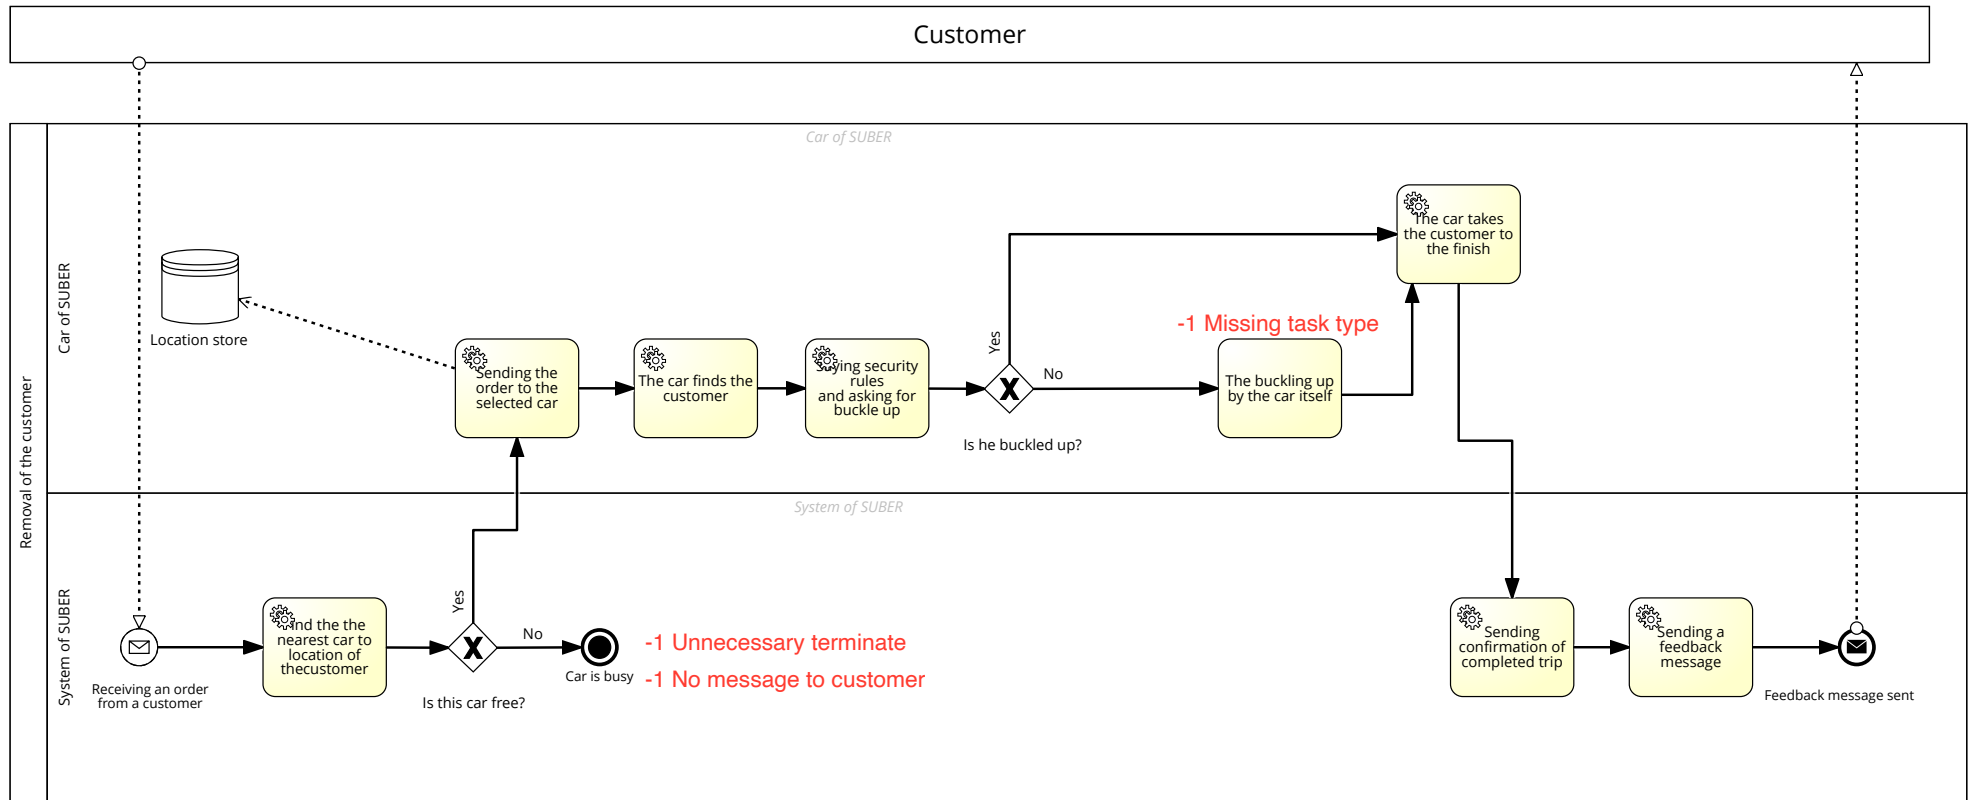 Customer
Car of SUBER
Car of SUBER
Removal of the customer
Location store
Sending the
order to the
selected car
The car finds the
customer
Saying security
rules
and asking for
buckle up
Yes
No
Is he buckled up?
-1 Missing task type
The buckling up
by the car itself
The car takes
the customer to
the finish
System of SUBER
System of SUBER
Receiving an order
from a customer
Find the the
nearest car to
location of
thecustomer
Yes
No
Is this car free?
Car is busy
-1 Unnecessary terminate
-1 No message to customer
Sending
confirmation of
completed trip
Sending a
feedback
message
Feedback message sent